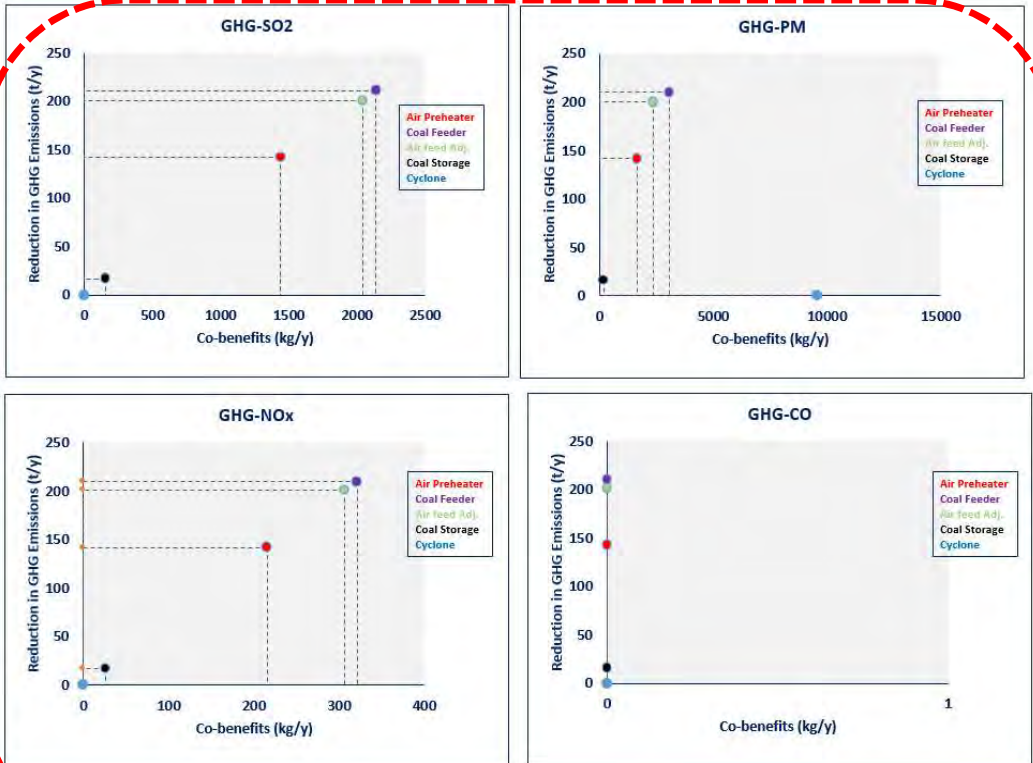 GHG-SO2
Reduction in GHG Emissions (t/y)
250
200
150
100
50
0
0 500 1000 1500 2000 2500
Co-benefits (kg/y)
Air Preheater
Coal Feeder
Air feed Adj.
Coal Storage
Cyclone
GHG-PM
Reduction in GHG Emissions (t/y)
250
200
150
100
50
0
0 5000 10000 15000
Co-benefits (kg/y)
Air Preheater
Coal Feeder
Air feed Adj.
Coal Storage
Cyclone
GHG-NOx
Reduction in GHG Emissions (t/y)
250
200
150
100
50
0
0 100 200 300 400
Co-benefits (kg/y)
Air Preheater
Coal Feeder
Air feed Adj.
Coal Storage
Cyclone
GHG-CO
Reduction in GHG Emissions (t/y)
250
200
150
100
50
0
0 1
Co-benefits (kg/y)
Air Preheater
Coal Feeder
Air feed Adj.
Coal Storage
Cyclone